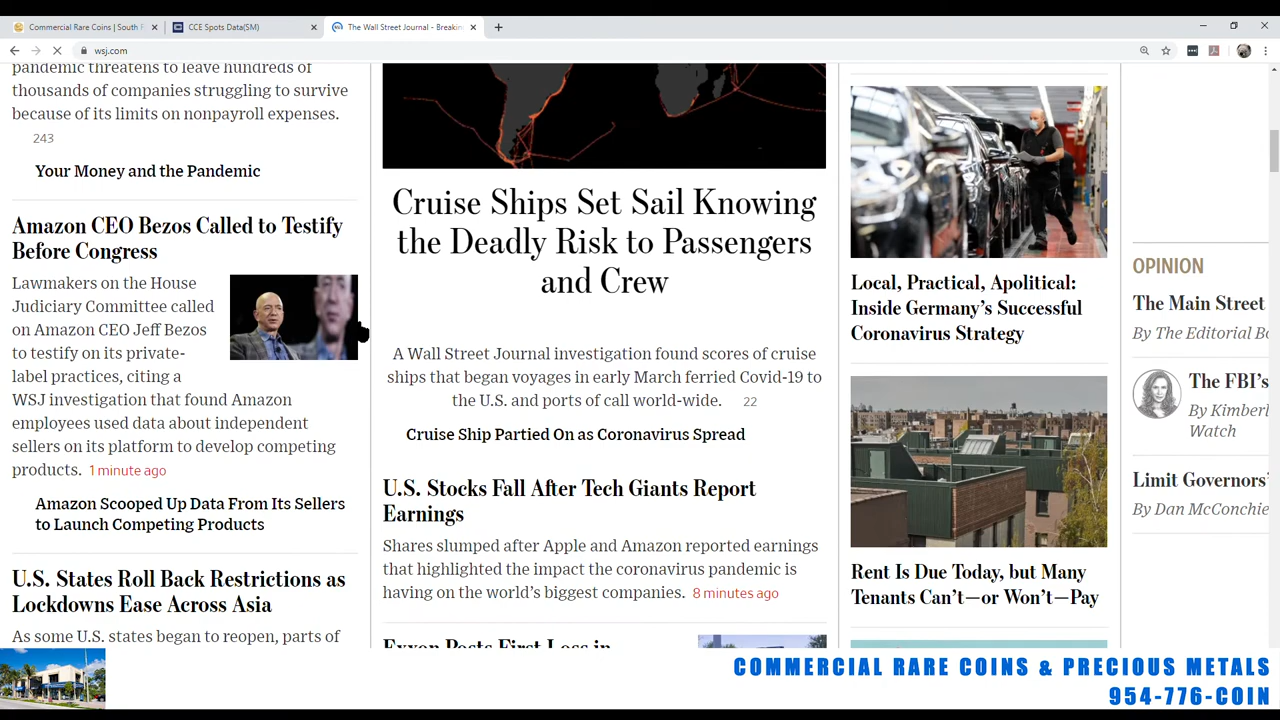 Commercial Rare Coins | South F
CCE Spots Data(SM)
The Wall Street Journal - Breakin
wsj.com
pandemic threatens to leave hundreds of
thousands of companies struggling to survive
because of its limits on nonpayroll expenses.
243
Your Money and the Pandemic
Amazon CEO Bezos Called to Testify
Before Congress
Lawmakers on the House
Judiciary Committee called
on Amazon CEO Jeff Bezos
to testify on its private-
label practices, citing a
WSJ investigation that found Amazon
employees used data about independent
sellers on its platform to develop competing
products. 1 minute ago
Amazon Scooped Up Data From Its Sellers
to Launch Competing Products
U.S. States Roll Back Restrictions as
Lockdowns Ease Across Asia
As some U.S. states began to reopen, parts of
Cruise Ships Set Sail Knowing
the Deadly Risk to Passengers
and Crew
A Wall Street Journal investigation found scores of cruise
ships that began voyages in early March ferried Covid-19 to
the U.S. and ports of call world-wide. 22
Cruise Ship Partied On as Coronavirus Spread
U.S. Stocks Fall After Tech Giants Report
Earnings
Shares slumped after Apple and Amazon reported earnings
that highlighted the impact the coronavirus pandemic is
having on the world's biggest companies. 8 minutes ago
Exxon Posts First Loss in
Local, Practical, Apolitical:
Inside Germany's Successful
Coronavirus Strategy
Rent Is Due Today, but Many
Tenants Can't—or Won't—Pay
OPINION
The Main Street
By The Editorial Bo
The FBI's
By Kimberl
Watch
Limit Governors'
By Dan McConchie
COMMERCIAL RARE COINS & PRECIOUS METALS
954-776-COIN